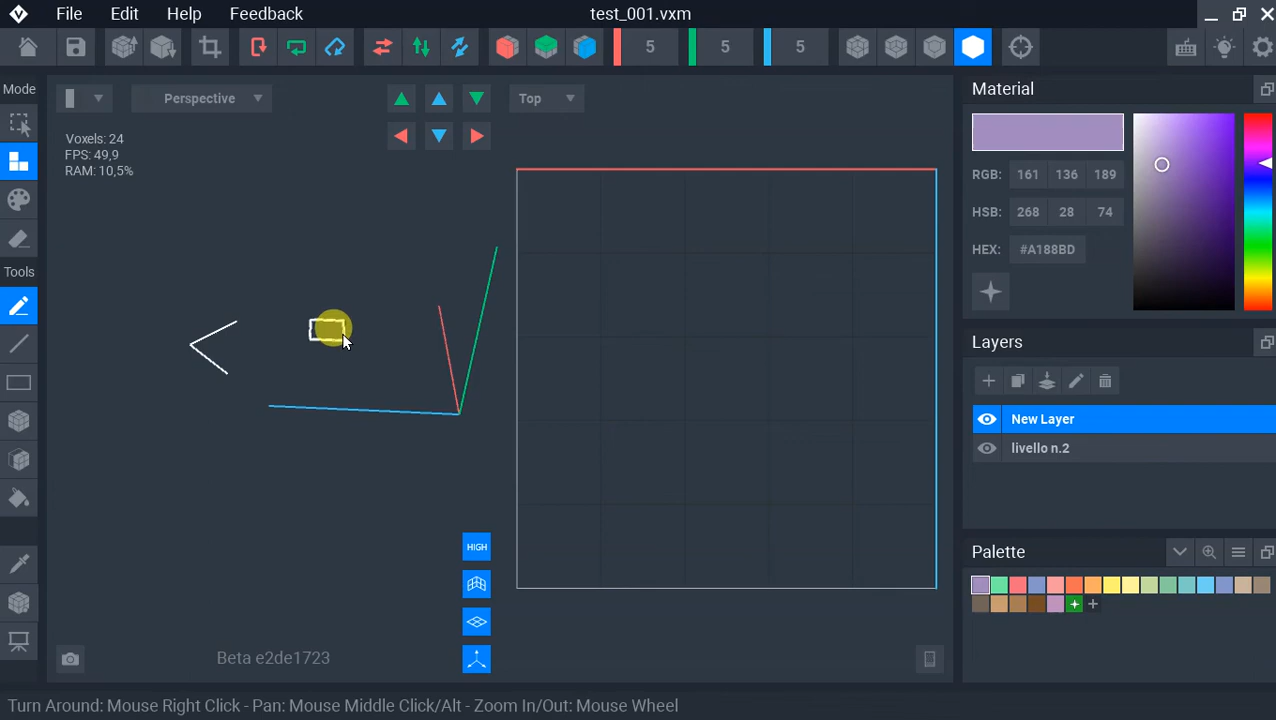 File Edit Help Feedback test_001.vxm
5 5 5
Mode
Perspective Top
Voxels: 24
FPS: 49,9
RAM: 10,5%
Tools
HIGH
Beta e2de1723
Material
RGB: 161 136 189
HSB: 268 28 74
HEX: #A188BD
Layers
New Layer
livello n.2
Palette
Turn Around: Mouse Right Click - Pan: Mouse Middle Click/Alt - Zoom In/Out: Mouse Wheel